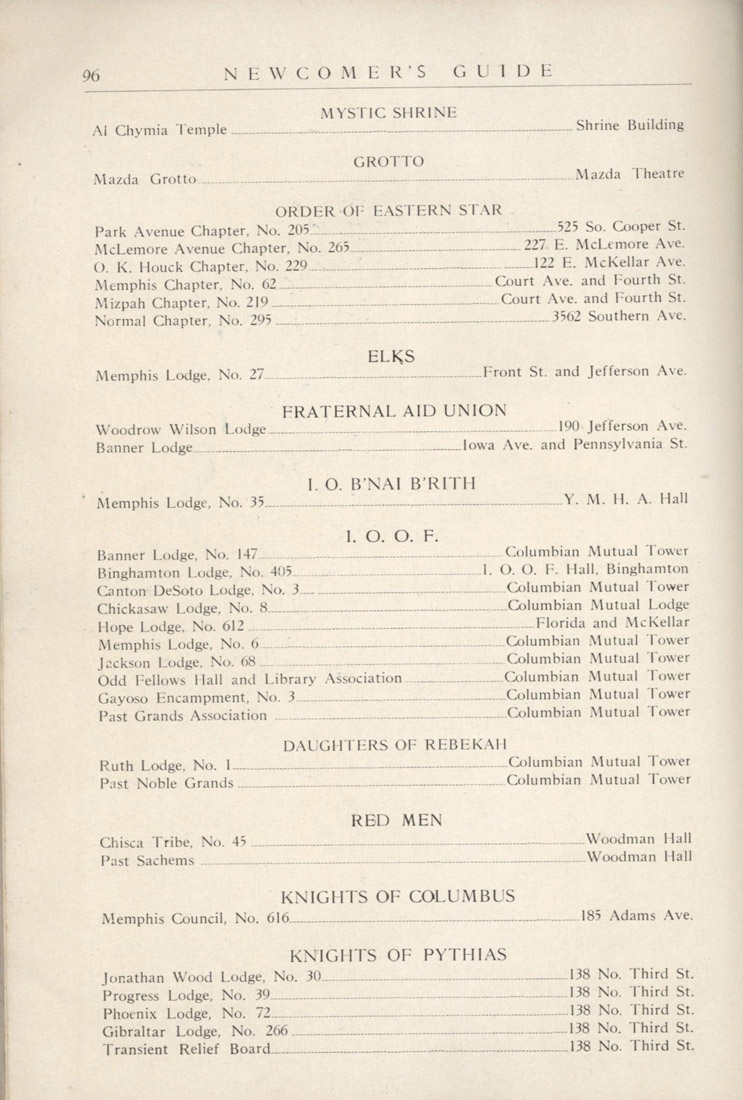 96 NEWCOMER'S GUIDE
MYSTIC SHRINE
Al Chymia Temple Shrine Building
GROTTO
Mazda Grotto Mazda Theatre
ORDER OF EASTERN STAR
Park Avenue Chapter, No. 205 525 So. Cooper St.
McLemore Avenue Chapter, No. 265 227 E. McLemore Ave.
O. K. Houck Chapter, No. 229 122 E. McKellar Ave.
Memphis Chapter, No. 62 Court Ave. and Fourth St.
Mizpah Chapter, No. 219 Court Ave. and Fourth St.
Normal Chapter, No. 295 3562 Southern Ave.
ELKS
Memphis Lodge, No. 27 Front St. and Jefferson Ave.
FRATERNAL AID UNION
Woodrow Wilson Lodge 190 Jefferson Ave.
Banner Lodge Iowa Ave. and Pennsylvania St.
I. O. B'NAI B'RITH
Memphis Lodge, No. 35 Y. M. H. A. Hall
I. O. O. F.
Banner Lodge, No. 147 Columbian Mutual Tower
Binghamton Lodge, No. 405 I. O. O. F. Hall, Binghamton
Canton DeSoto Lodge, No. 3 Columbian Mutual Tower
Chickasaw Lodge, No. 8 Columbian Mutual Lodge
Hope Lodge, No. 612 Florida and McKellar
Memphis Lodge, No. 6 Columbian Mutual Tower
Jackson Lodge, No. 68 Columbian Mutual Tower
Odd Fellows Hall and Library Association Columbian Mutual Tower
Gayoso Encampment, No. 3 Columbian Mutual Tower
Past Grands Association Columbian Mutual Tower
DAUGHTERS OF REBEKAH
Ruth Lodge, No. 1 Columbian Mutual Tower
Past Noble Grands Columbian Mutual Tower
RED MEN
Chisca Tribe, No. 45 Woodman Hall
Past Sachems Woodman Hall
KNIGHTS OF COLUMBUS
Memphis Council, No. 616 185 Adams Ave.
KNIGHTS OF PYTHIAS
Jonathan Wood Lodge, No. 30 138 No. Third St.
Progress Lodge, No. 39 138 No. Third St.
Phoenix Lodge, No. 72 138 No. Third St.
Gibraltar Lodge, No. 266 138 No. Third St.
Transient Relief Board 138 No. Third St.